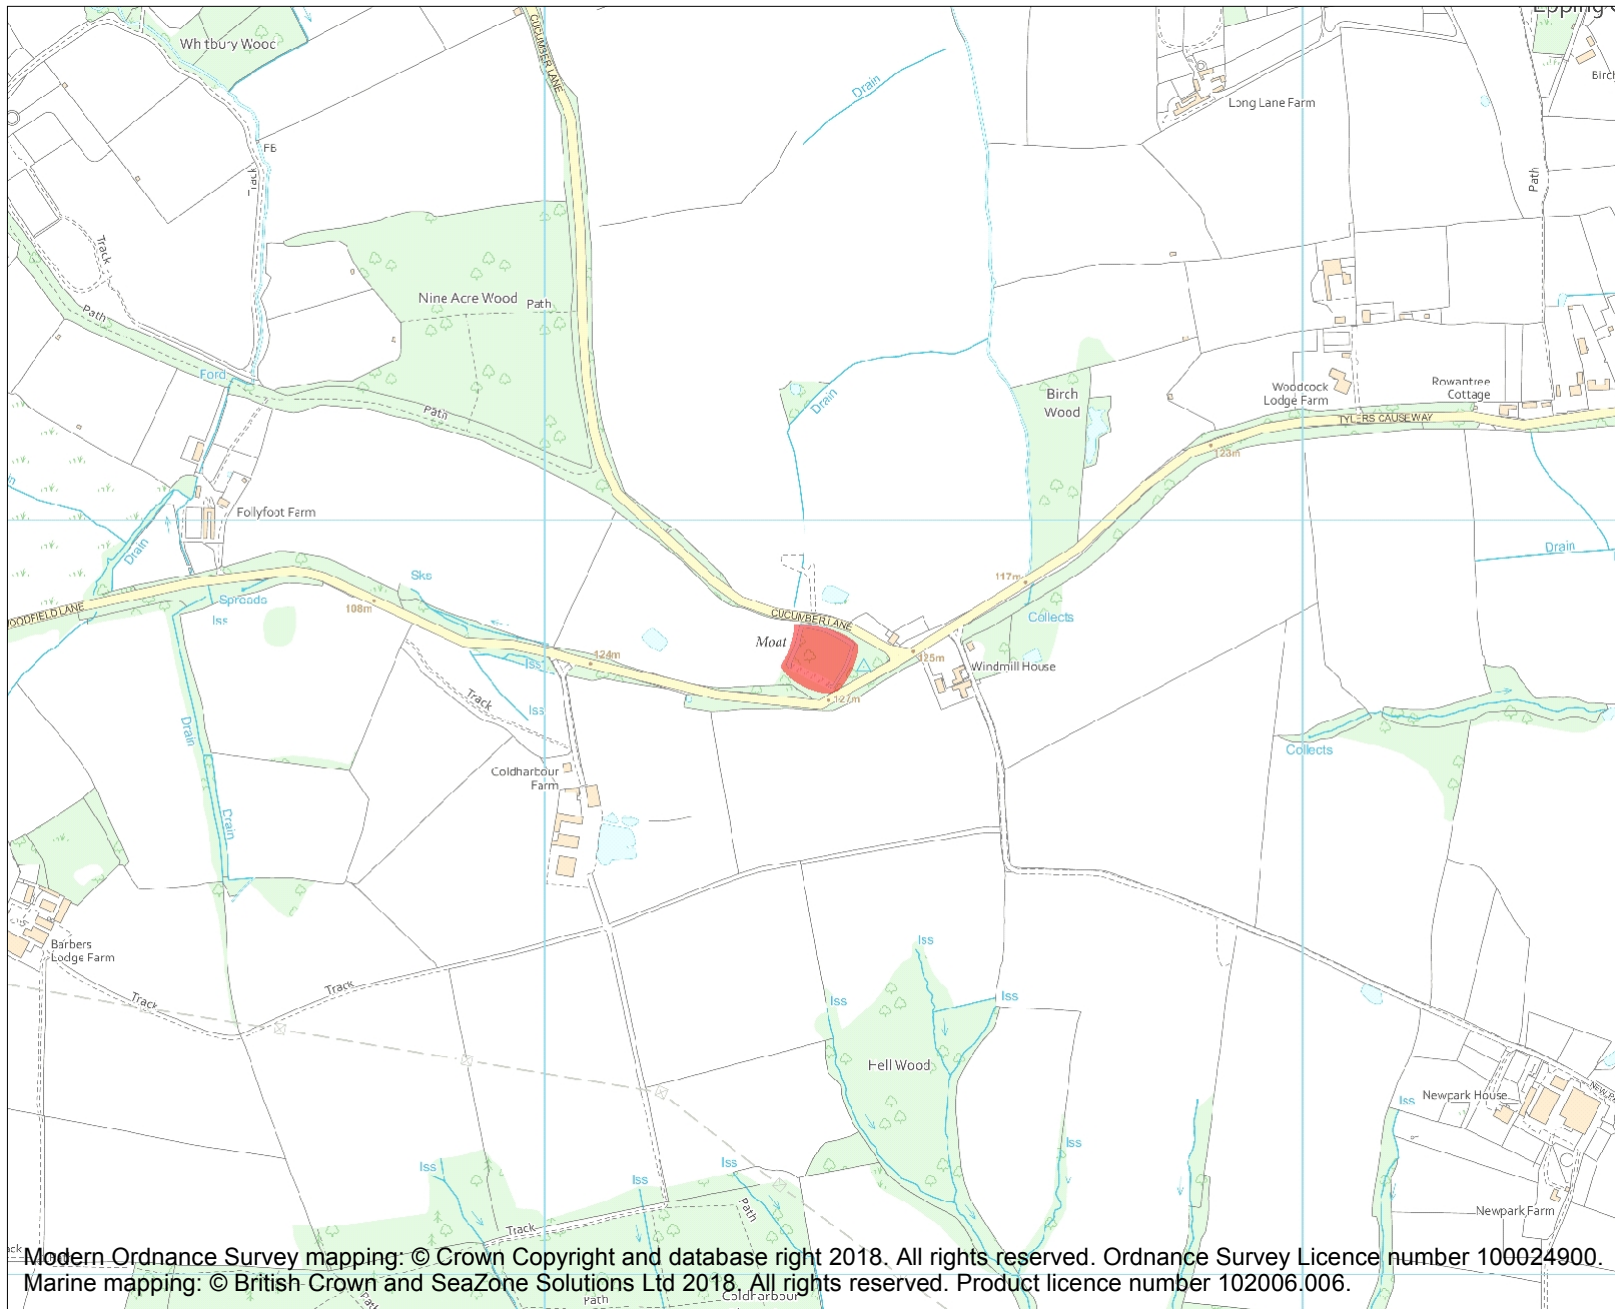 Epping
Whitbury Wood
CUCUMBER LANE
Drain
Long Lane Farm
FB
Track
Path
Track
Nine Acre Wood
Path
Path
Ford
Path
Drain
Birch
Wood
Woodcock
Lodge Farm
Rowantree
Cottage
TYLERS CAUSEWAY
123m
Follyfoot Farm
Drain
Drain
Sks
117m
Spreads
Iss
108m
OODFIELD LANE
CUCUMBER LANE
Collects
Moat
124m
125m
Iss
Windmill House
127m
Track
Iss
Drain
Collects
Coldharbour
Farm
Drain
Barbers
Lodge Farm
Track
Track
Iss
Iss
Iss
Hell Wood
Newpark House
Iss
Iss
Iss
Iss
Iss
Path
Newpark Farm
Track
Modern Ordnance Survey mapping: © Crown Copyright and database right 2018. All rights reserved. Ordnance Survey Licence number 100024900.
Marine mapping: © British Crown and SeaZone Solutions Ltd 2018. All rights reserved. Product licence number 102006.006.
Path
Path
Coldharbour